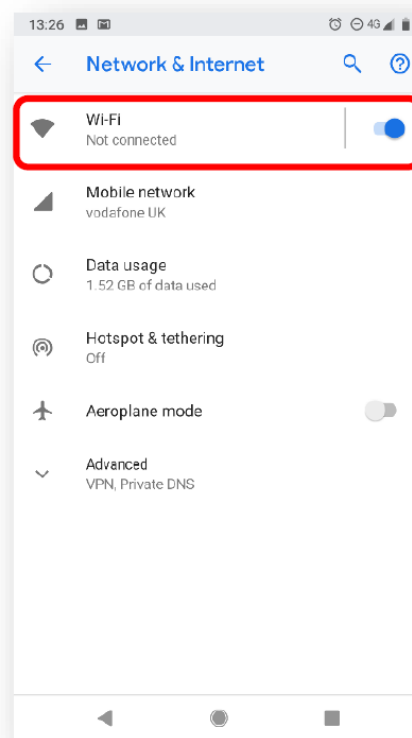 13:26 4G
Network & Internet
Wi-Fi
Not connected
Mobile network
vodafone UK
Data usage
1.52 GB of data used
Hotspot & tethering
Off
Aeroplane mode
Advanced
VPN, Private DNS